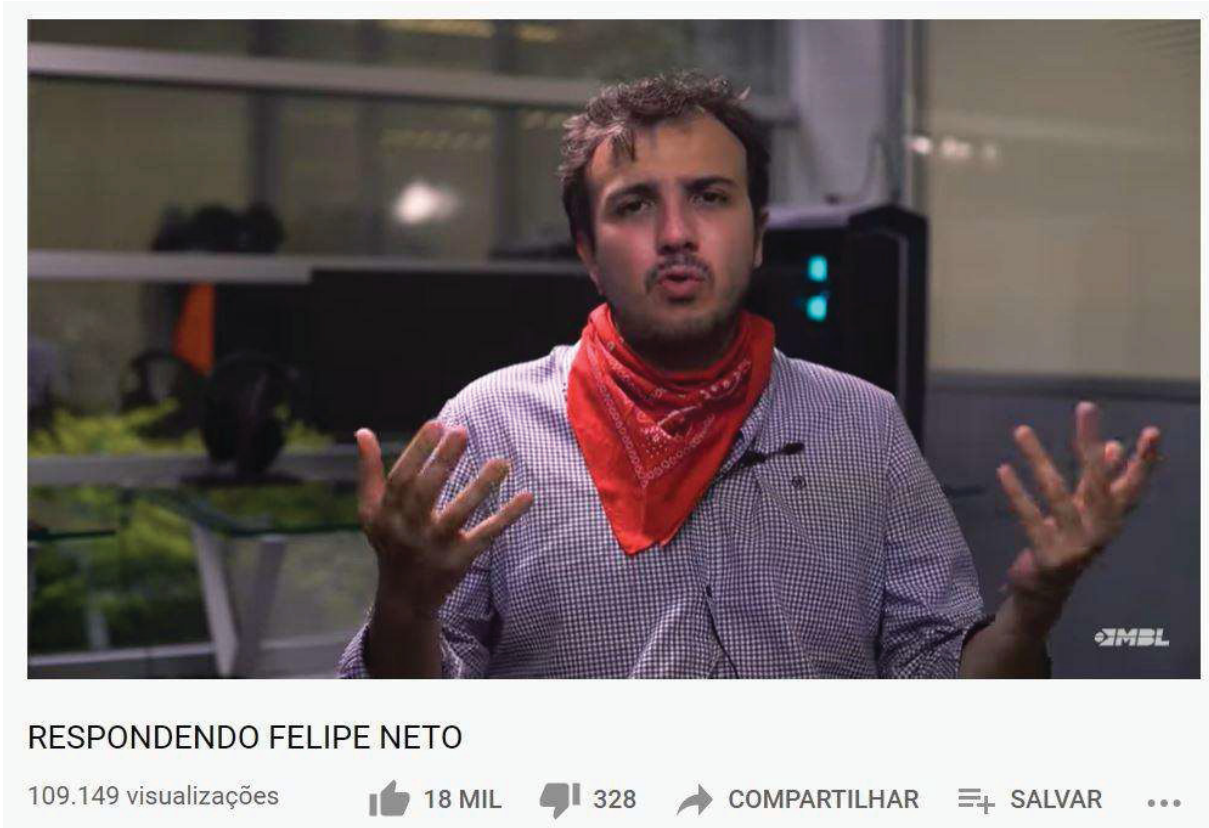 MBL
RESPONDENDO FELIPE NETO
109.149 visualizações 18 MIL 328 COMPARTILHAR SALVAR